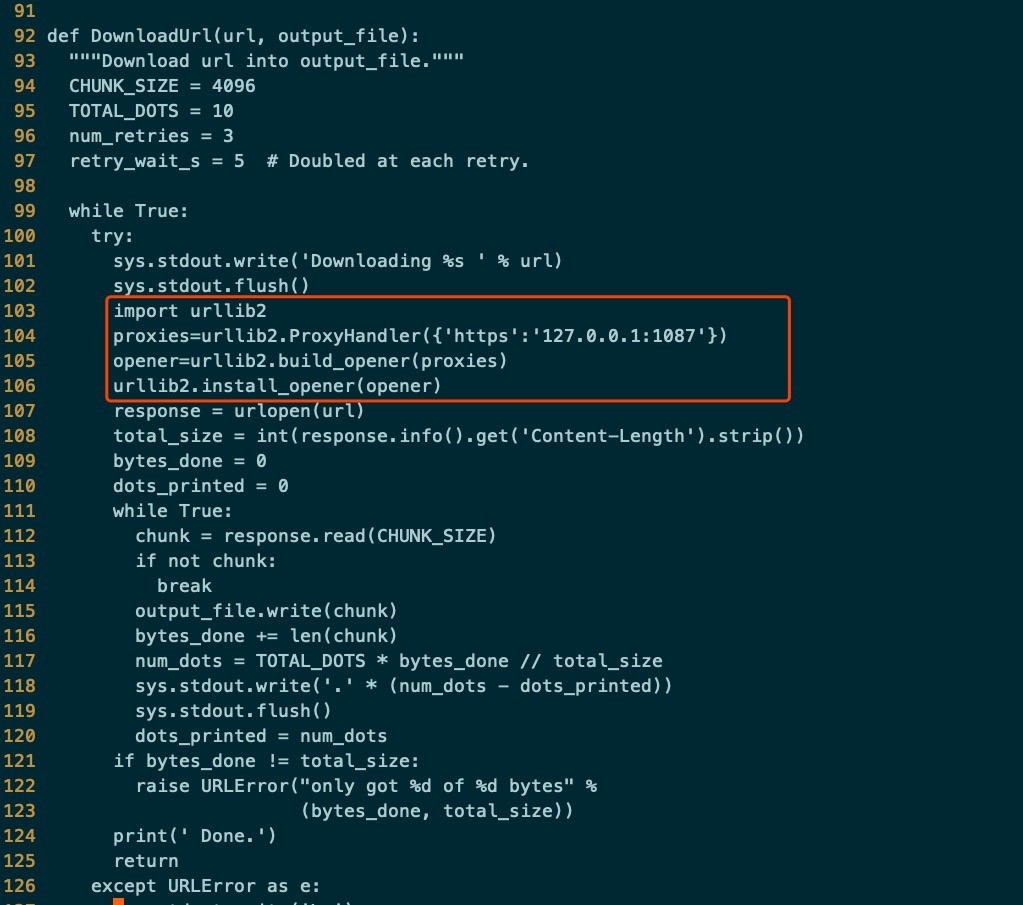 91
92 def DownloadUrl(url, output_file):
93   """Download url into output_file."""
94   CHUNK_SIZE = 4096
95   TOTAL_DOTS = 10
96   num_retries = 3
97   retry_wait_s = 5  # Doubled at each retry.
98
99   while True:
100     try:
101       sys.stdout.write('Downloading %s ' % url)
102       sys.stdout.flush()
103       import urllib2
104       proxies=urllib2.ProxyHandler({'https':'127.0.0.1:1087'})
105       opener=urllib2.build_opener(proxies)
106       urllib2.install_opener(opener)
107       response = urlopen(url)
108       total_size = int(response.info().get('Content-Length').strip())
109       bytes_done = 0
110       dots_printed = 0
111       while True:
112         chunk = response.read(CHUNK_SIZE)
113         if not chunk:
114           break
115         output_file.write(chunk)
116         bytes_done += len(chunk)
117         num_dots = TOTAL_DOTS * bytes_done // total_size
118         sys.stdout.write('.' * (num_dots - dots_printed))
119         sys.stdout.flush()
120         dots_printed = num_dots
121       if bytes_done != total_size:
122         raise URLError("only got %d of %d bytes" %
123                        (bytes_done, total_size))
124       print(' Done.')
125       return
126     except URLError as e: